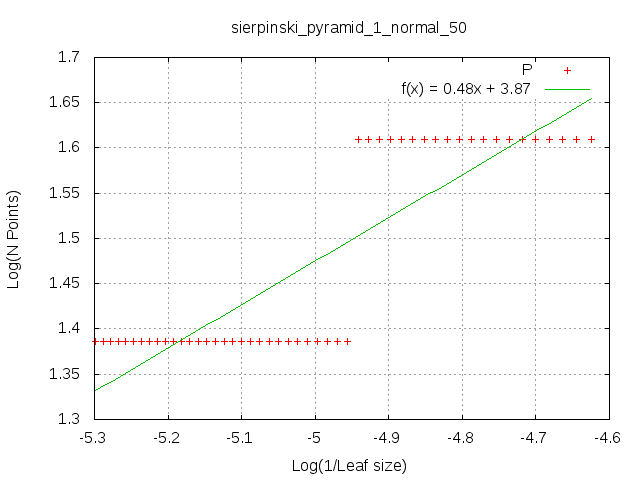 sierpinski_pyramid_1_normal_50
1.7
P
f(x) = 0.48x + 3.87
1.65
1.6
1.55
1.5
1.45
1.4
1.35
1.3
Log(N Points)
-5.3 -5.2 -5.1 -5 -4.9 -4.8 -4.7 -4.6
Log(1/Leaf size)